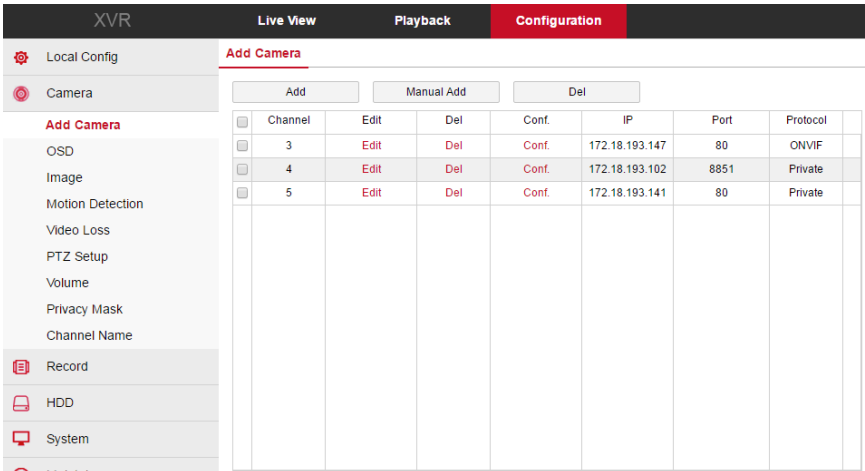 XVR Live View Playback Configuration
Local Config
Camera
Add Camera
OSD
Image
Motion Detection
Video Loss
PTZ Setup
Volume
Privacy Mask
Channel Name
Record
HDD
System
Add Camera
Add Manual Add Del
Channel Edit Del Conf. IP Port Protocol
3 Edit Del Conf. 172.18.193.147 80 ONVIF
4 Edit Del Conf. 172.18.193.102 8851 Private
5 Edit Del Conf. 172.18.193.141 80 Private